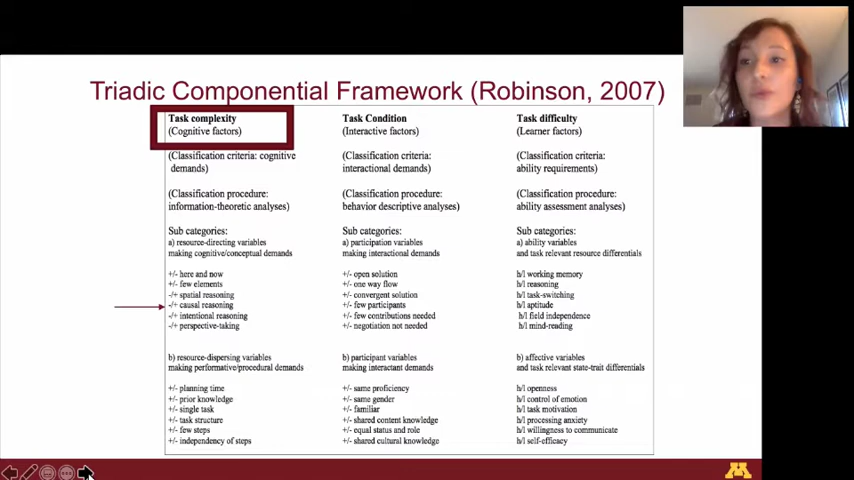 Triadic Componential Framework (Robinson, 2007)
Task complexity
(Cognitive factors)
(Classification criteria: cognitive
demands)
(Classification procedure:
information-theoretic analyses)
Sub categories:
a) resource-directing variables
making cognitive/conceptual demands
+/- here and now
+/- few elements
-/+ spatial reasoning
-/+ causal reasoning
-/+ intentional reasoning
-/+ perspective-taking
b) resource-dispersing variables
making performative/procedural demands
+/- planning time
+/- prior knowledge
+/- single task
+/- task structure
+/- few steps
+/- independency of steps
Task Condition
(Interactive factors)
(Classification criteria:
interactional demands)
(Classification procedure:
behavior descriptive analyses)
Sub categories:
a) participation variables
making interactional demands
+/- open solution
+/- one way flow
+/- convergent solution
+/- few participants
+/- few contributions needed
+/- negotiation not needed
b) participant variables
making interactant demands
+/- same proficiency
+/- same gender
+/- familiar
+/- shared content knowledge
+/- equal status and role
+/- shared cultural knowledge
Task difficulty
(Learner factors)
(Classification criteria:
ability requirements)
(Classification procedure:
ability assessment analyses)
Sub categories:
a) ability variables
and task relevant resource differentials
h/l working memory
h/l reasoning
h/l task-switching
h/l aptitude
h/l field independence
h/l mind-reading
b) affective variables
and task relevant state-trait differentials
h/l openness
h/l control of emotion
h/l task motivation
h/l processing anxiety
h/l willingness to communicate
h/l self-efficacy
M